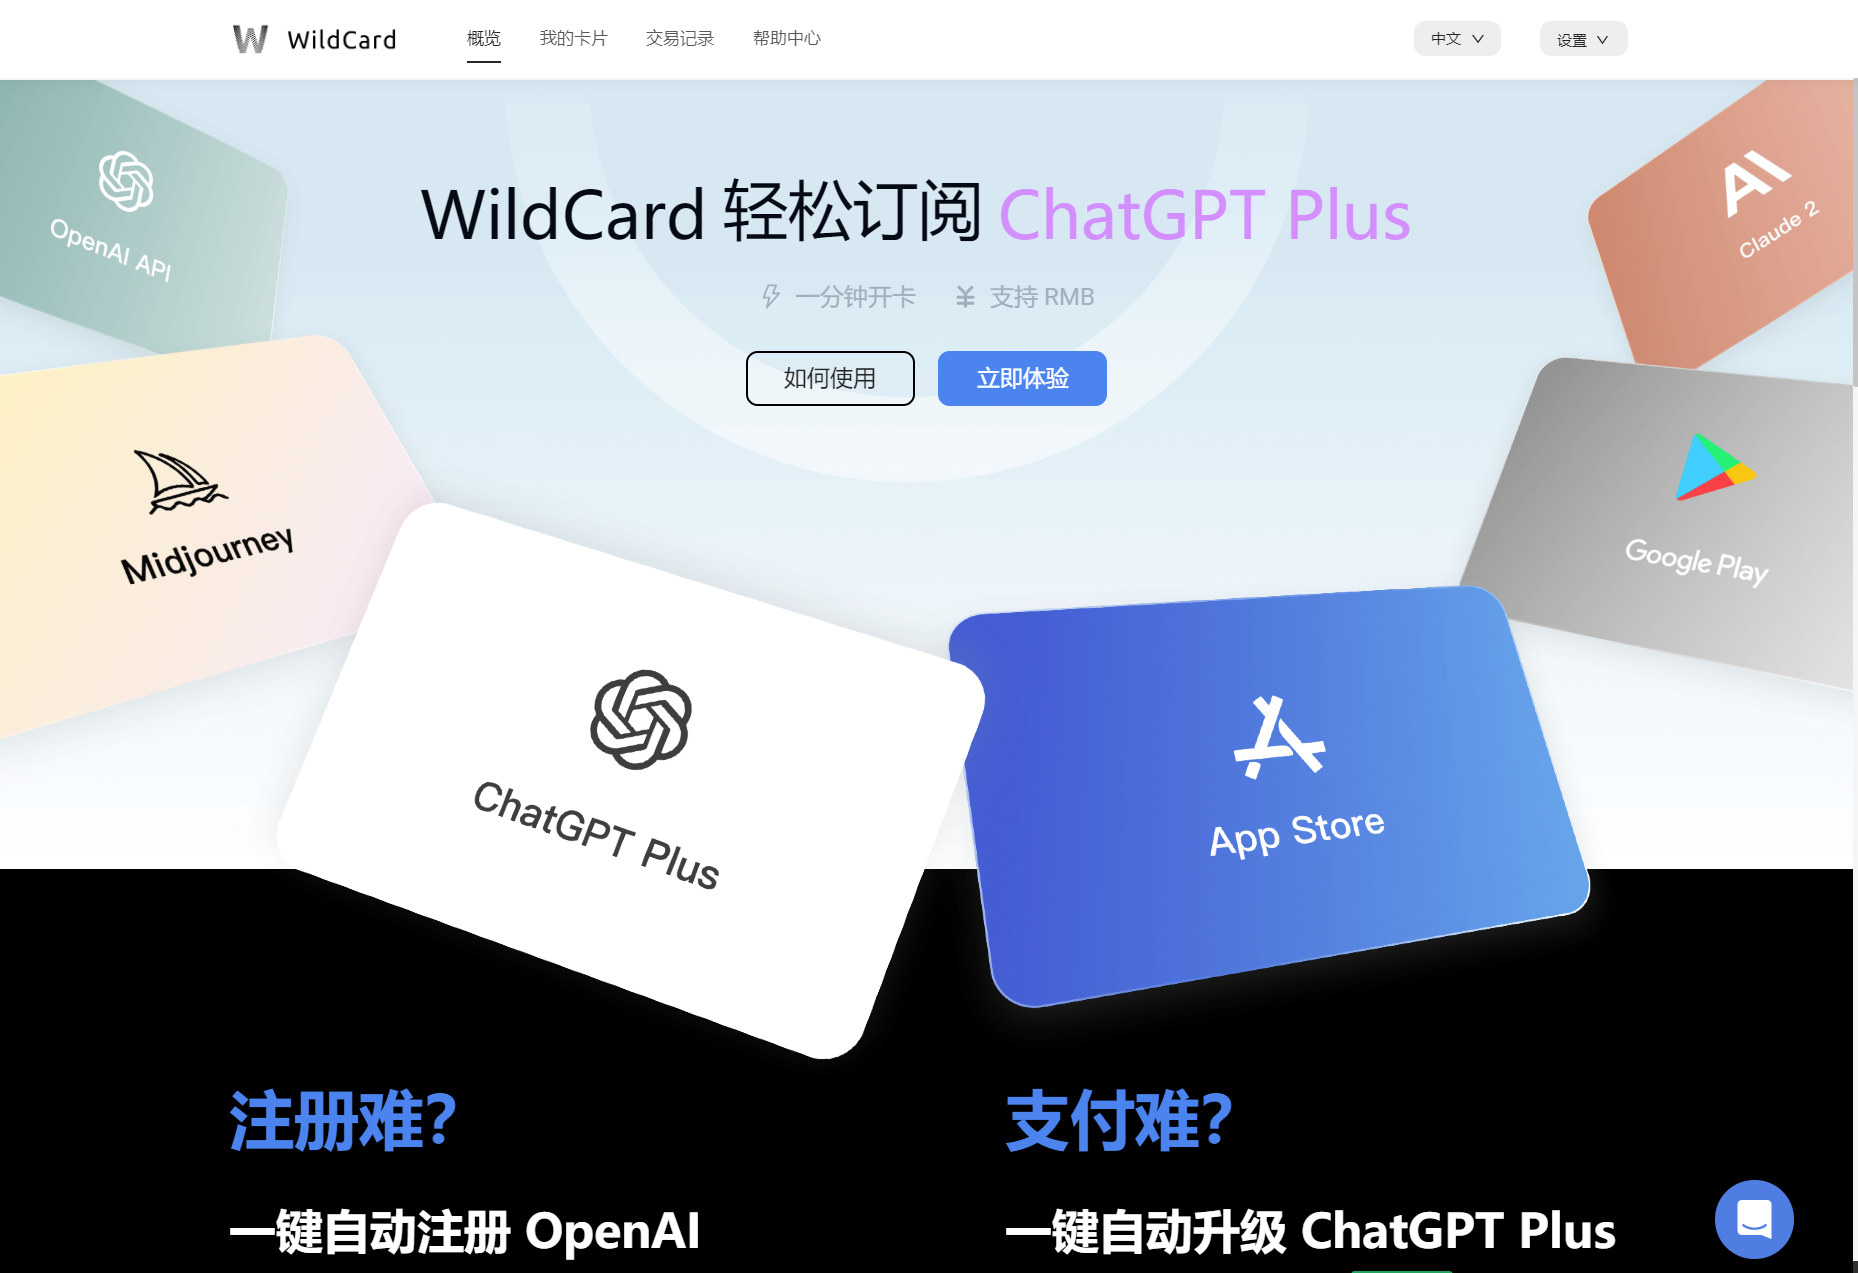 WildCard
概览
我的卡片
交易记录
帮助中心
中文
设置
WildCard 轻松订阅 ChatGPT Plus
一分钟开卡
支持 RMB
如何使用
立即体验
OpenAI API
Claude 2
Midjourney
Google Play
ChatGPT Plus
App Store
注册难？
支付难？
一键自动注册 OpenAI
一键自动升级 ChatGPT Plus